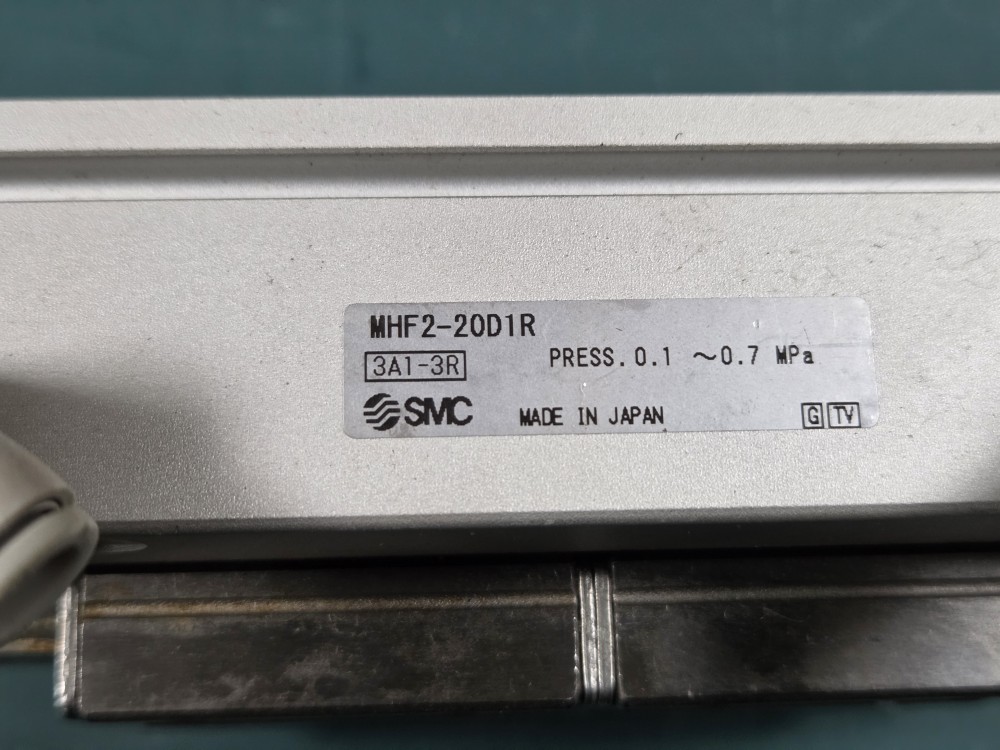 MHF2-20D1R
3A1-3R PRESS. 0.1 ～0.7 MPa
SMC MADE IN JAPAN G TV